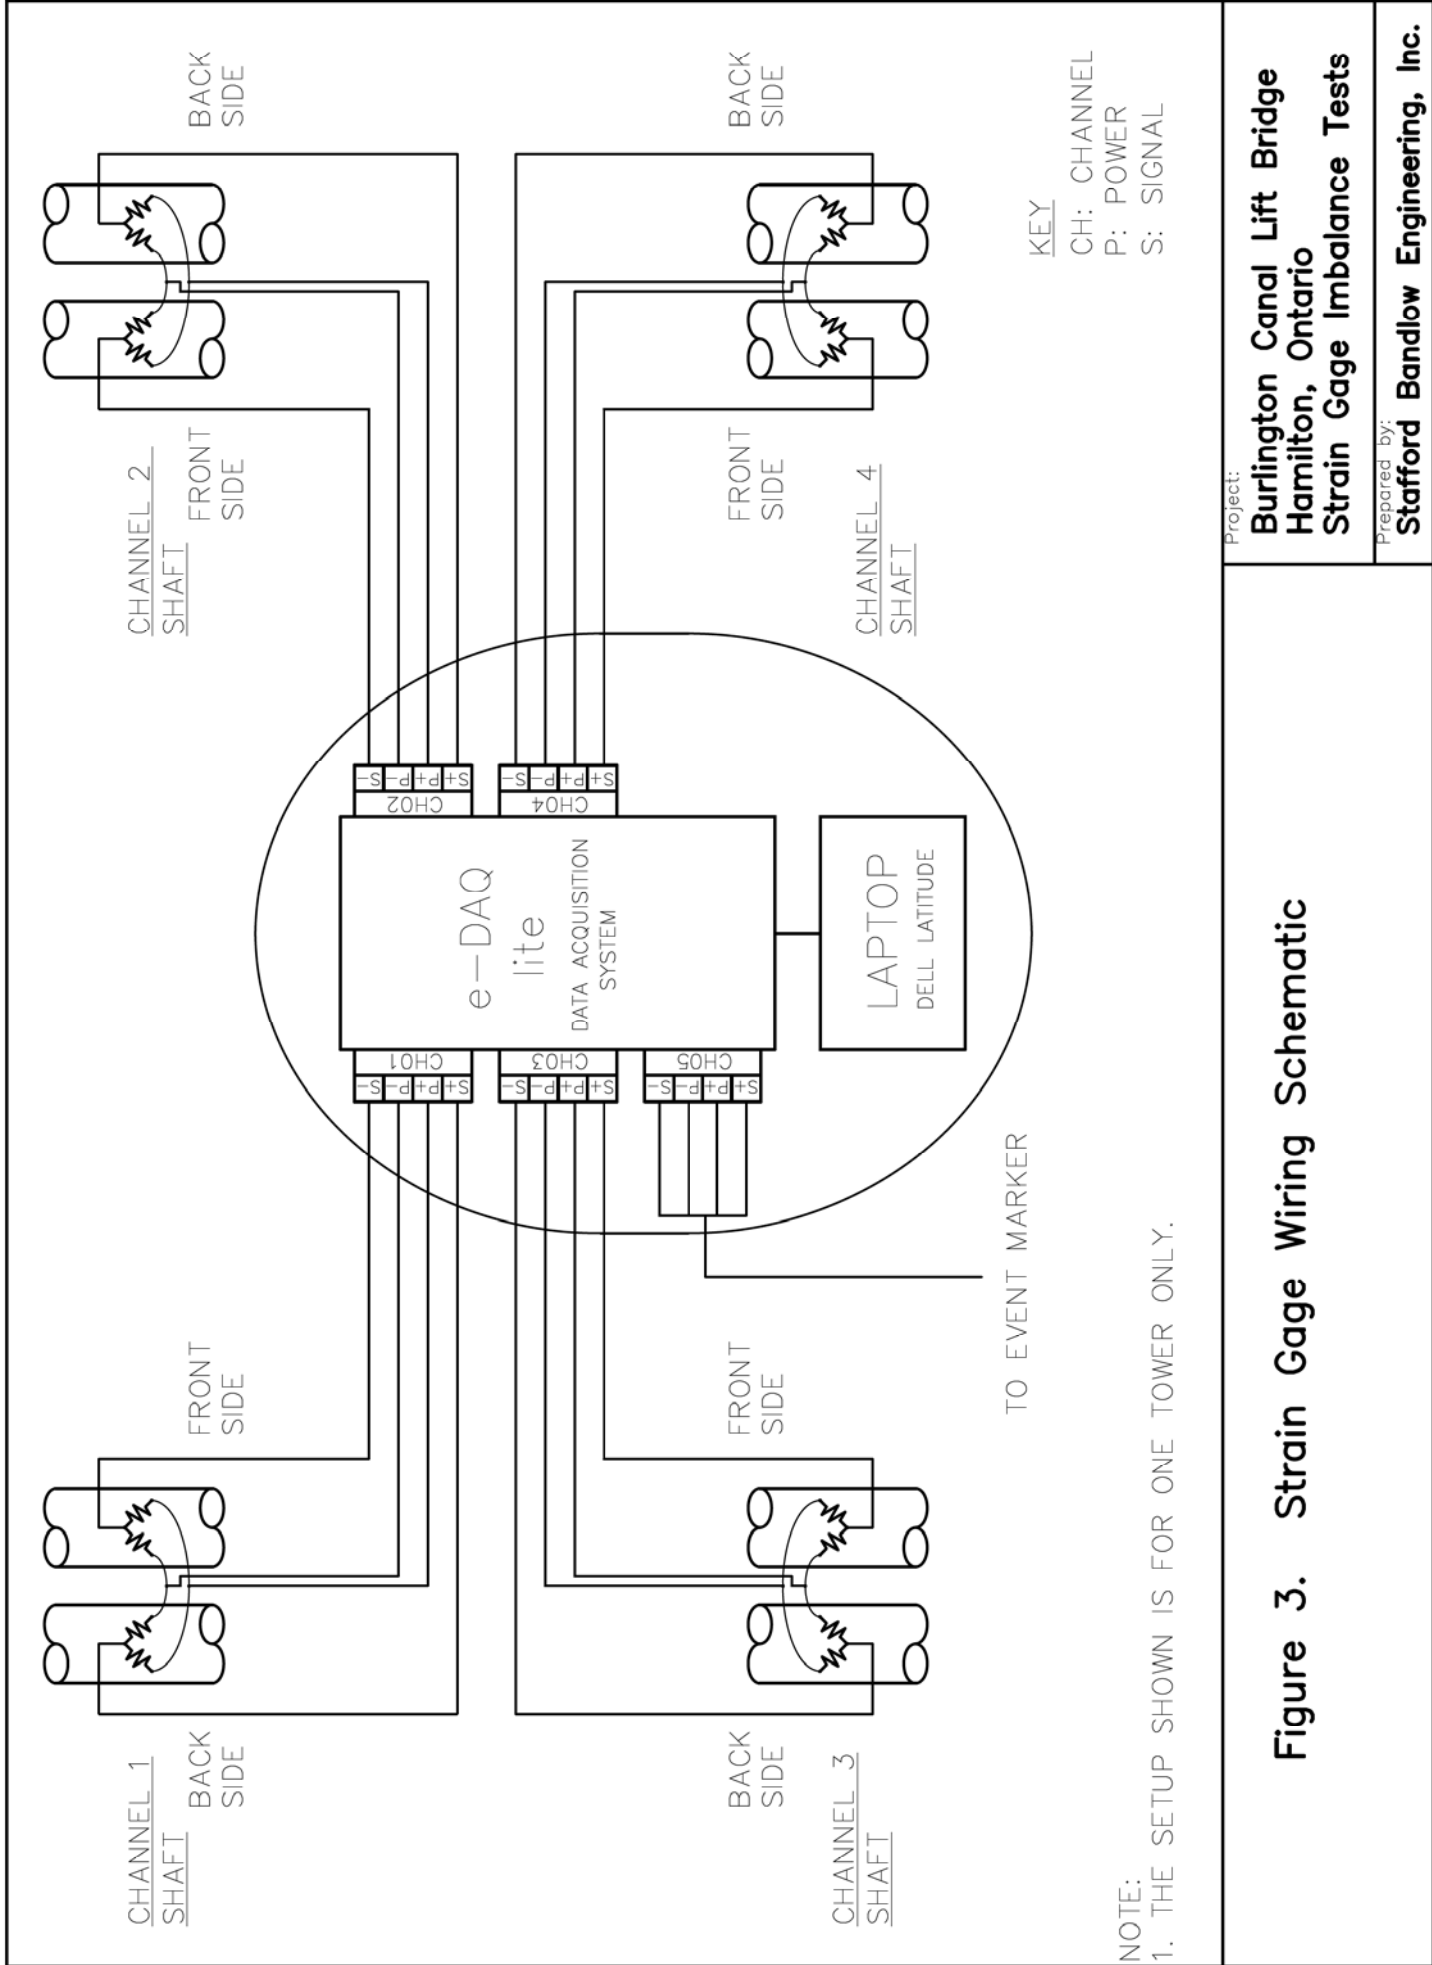 CHANNEL 1
SHAFT
BACK
SIDE
FRONT
SIDE
CHANNEL 2
SHAFT
FRONT
SIDE
BACK
SIDE
CH01
S-
P-
P+
S+
CH02
S-
P-
P+
S+
e-DAQ
lite
DATA ACQUISITION
SYSTEM
CH03
S-
P-
P+
S+
CH04
S-
P-
P+
S+
CH05
S-
P-
P+
S+
LAPTOP
DELL LATITUDE
BACK
SIDE
CHANNEL 3
SHAFT
FRONT
SIDE
FRONT
SIDE
CHANNEL 4
SHAFT
BACK
SIDE
TO EVENT MARKER
KEY
CH: CHANNEL
P: POWER
S: SIGNAL
NOTE:
1. THE SETUP SHOWN IS FOR ONE TOWER ONLY.
Figure 3. Strain Gage Wiring Schematic
Project:
Burlington Canal Lift Bridge
Hamilton, Ontario
Strain Gage Imbalance Tests
Prepared by:
Stafford Bandlow Engineering, Inc.